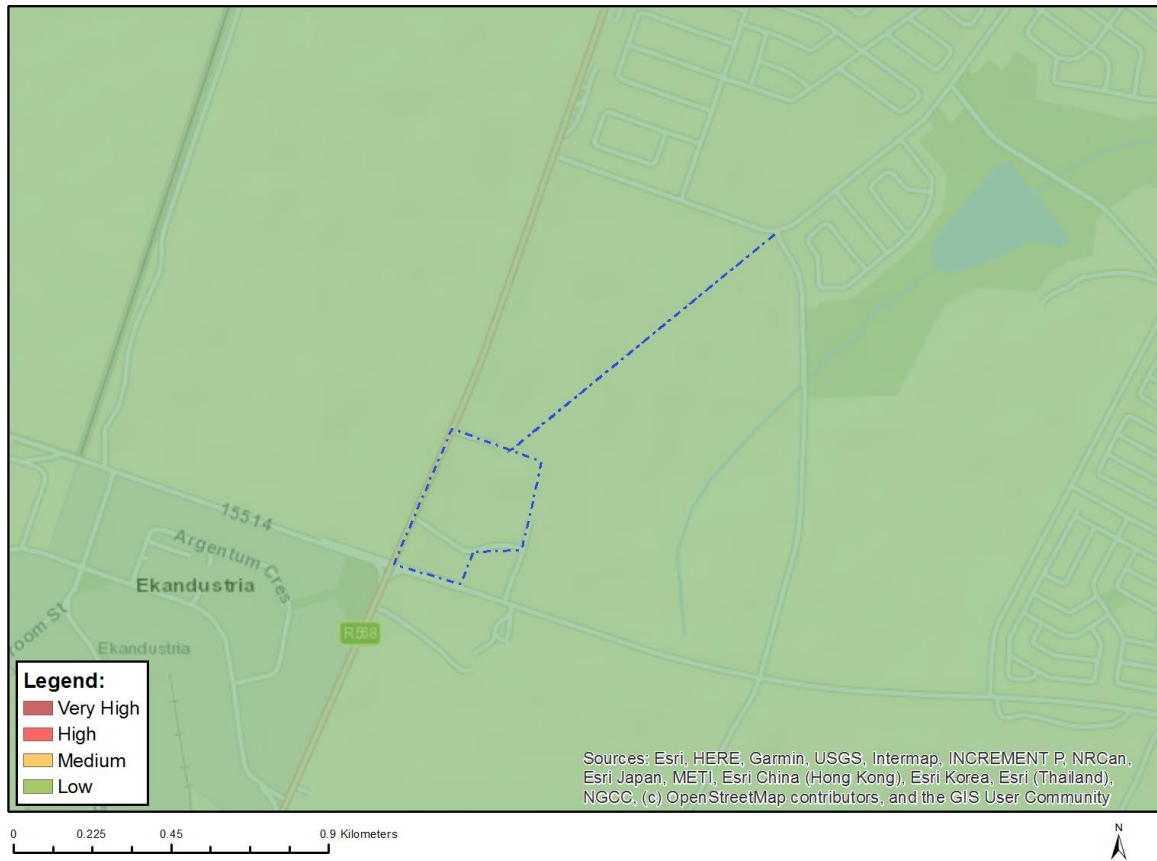 15514
Argentum Cres
Ekandustria
room St
Ekandustria
R568
Legend:
Very High
High
Medium
Low
Sources: Esri, HERE, Garmin, USGS, Intermap, INCREMENT P, NRCan,
Esri Japan, METI, Esri China (Hong Kong), Esri Korea, Esri (Thailand),
NGCC, (c) OpenStreetMap contributors, and the GIS User Community
0 0.225 0.45 0.9 Kilometers
N